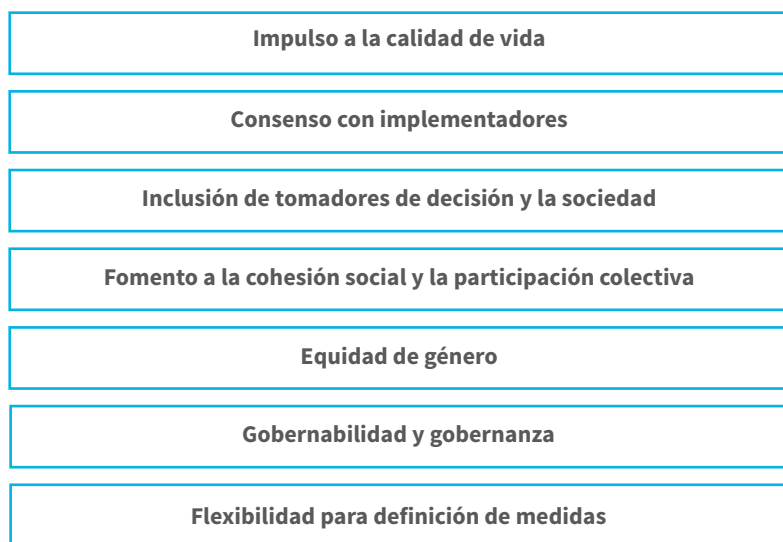 Impulso a la calidad de vida
Consenso con implementadores
Inclusión de tomadores de decisión y la sociedad
Fomento a la cohesión social y la participación colectiva
Equidad de género
Gobernabilidad y gobernanza
Flexibilidad para definición de medidas